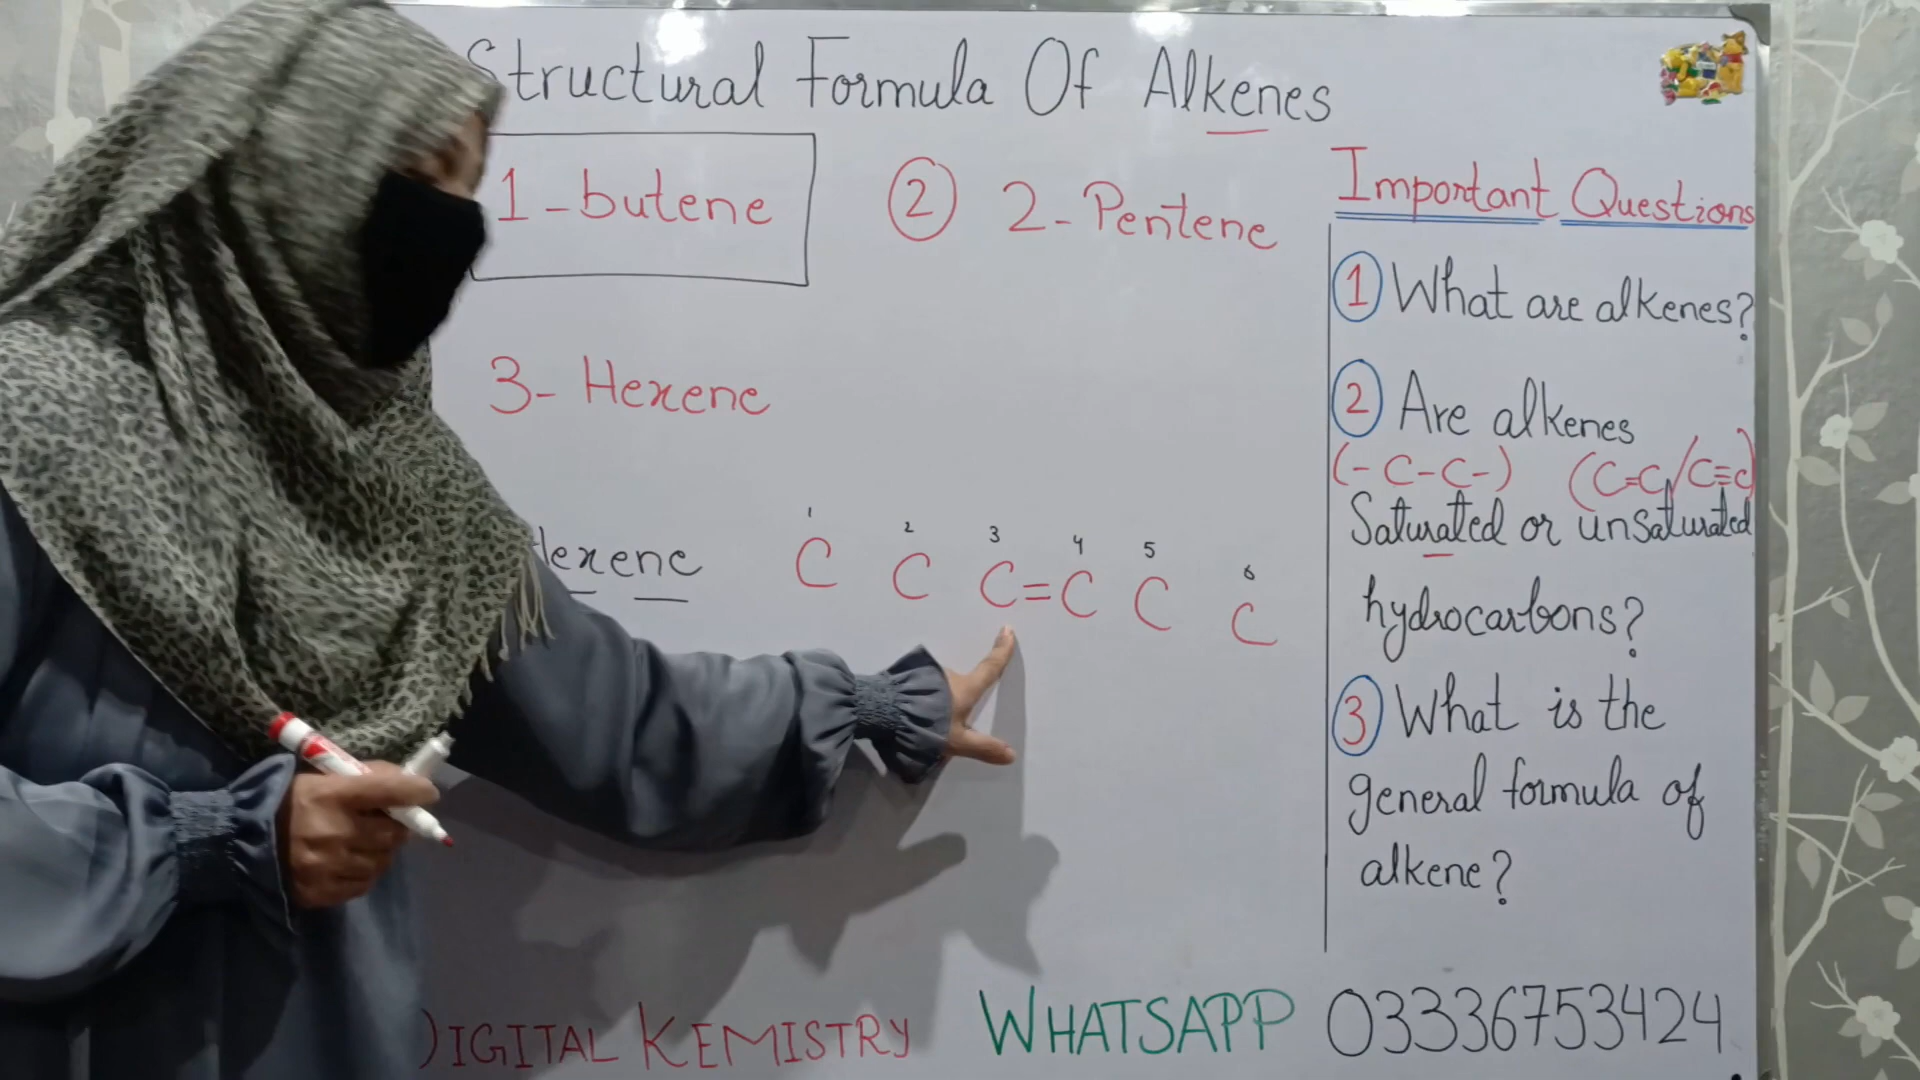 Structural Formula Of Alkenes
1-butene
② 2-Pentene
3-Hexene
Hexene
1 2 3 4 5 6
C C C=C C C
Important Questions
① What are alkenes?
② Are alkenes
(-C-C-) (C=C/C≡C)
Saturated or unsaturated
hydrocarbons?
③ What is the
general formula of
alkene?
DIGITAL KEMISTRY WHATSAPP 03336753424